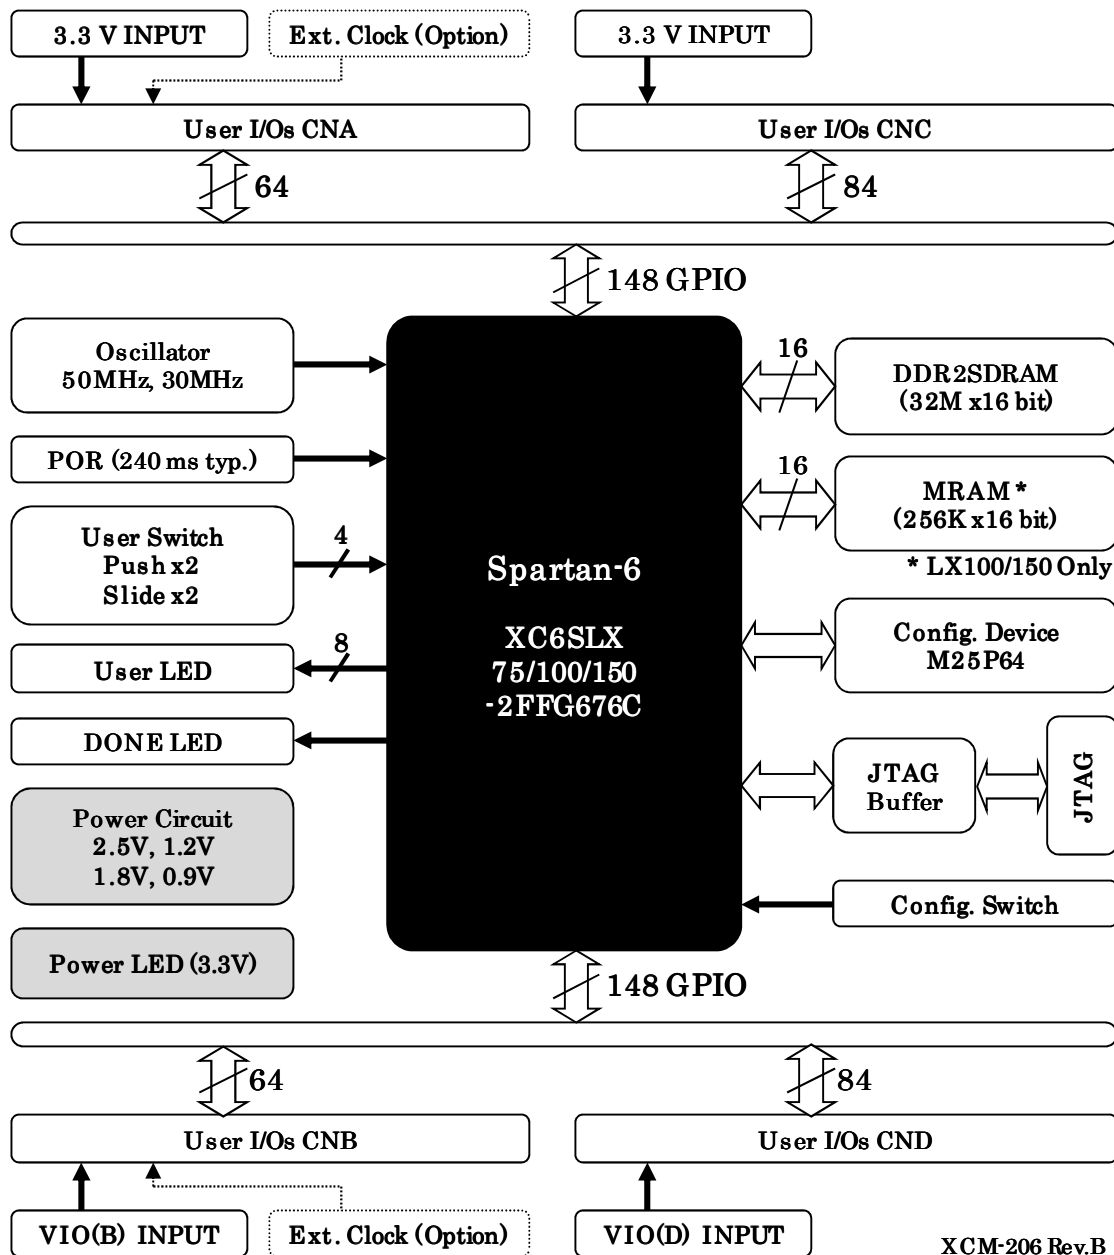 3.3 V INPUT
Ext. Clock (Option)
3.3 V INPUT
User I/Os CNA
User I/Os CNC
64
84
148 GPIO
Oscillator
50MHz, 30MHz
POR (240 ms typ.)
User Switch
Push x2
Slide x2
4
User LED
8
DONE LED
Power Circuit
2.5V, 1.2V
1.8V, 0.9V
Power LED (3.3V)
Spartan-6
XC6SLX
75/100/150
-2FFG676C
16
DDR2SDRAM
(32M x16 bit)
16
MRAM *
(256K x16 bit)
* LX100/150 Only
Config. Device
M25P64
JTAG
Buffer
JTAG
Config. Switch
148 GPIO
64
84
User I/Os CNB
User I/Os CND
VIO(B) INPUT
Ext. Clock (Option)
VIO(D) INPUT
XCM-206 Rev.B